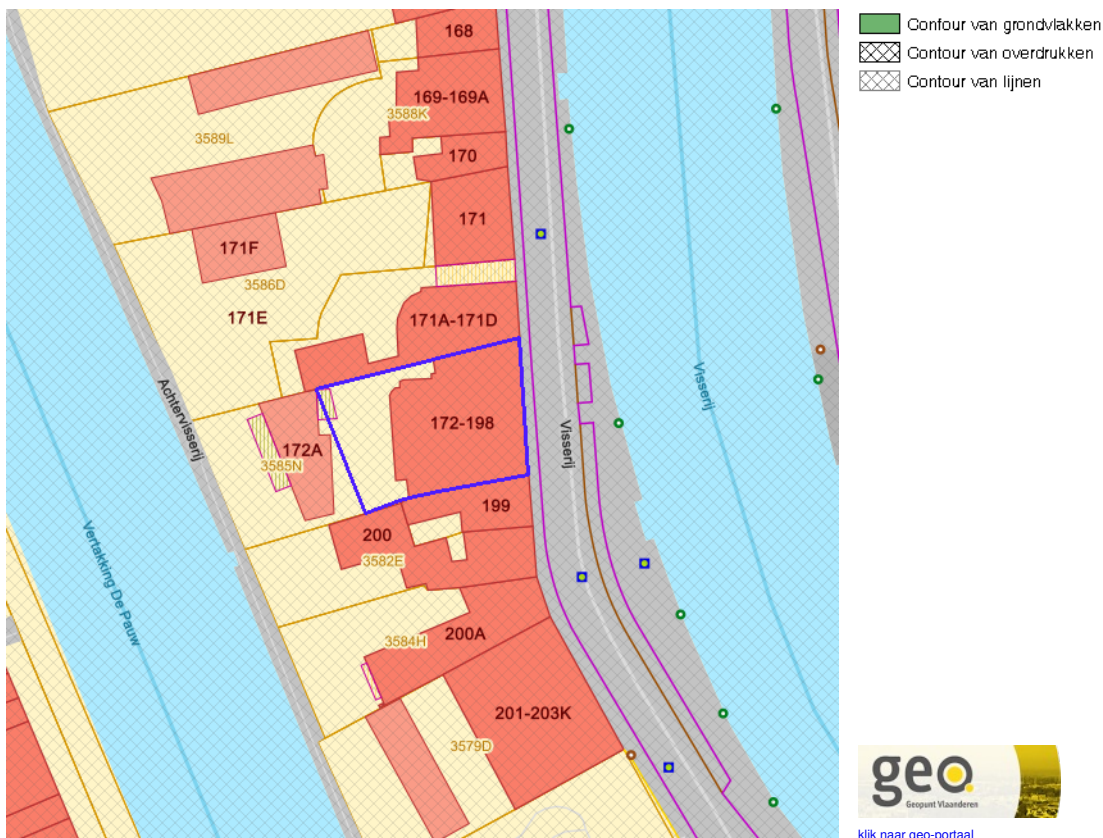 168
169-169A
3588K
3589L
170
171
171F
3586D
171E
171A-171D
Achtervisserij
Visserij
Visserij
172-198
172A
3585N
199
200
3582E
Vertakking De Pauw
200A
3584H
201-203K
3579D
Contour van grondvlakken
Contour van overdrukken
Contour van lijnen
geo
Geopunt Vlaanderen
klik naar geo-portaal